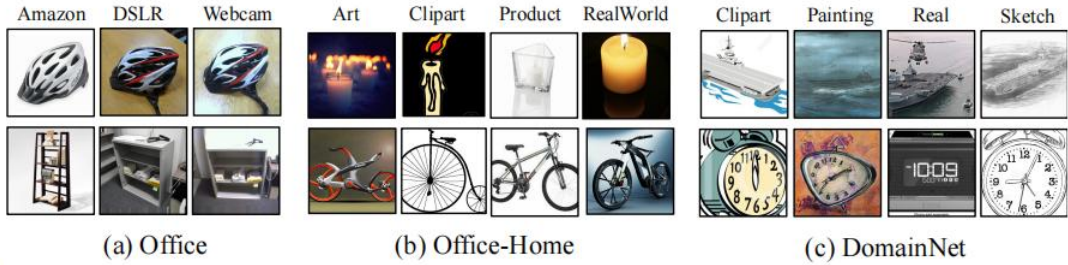 Amazon DSLR Webcam
Art Clipart Product RealWorld
Clipart Painting Real Sketch
10:09
(a) Office
(b) Office-Home
(c) DomainNet